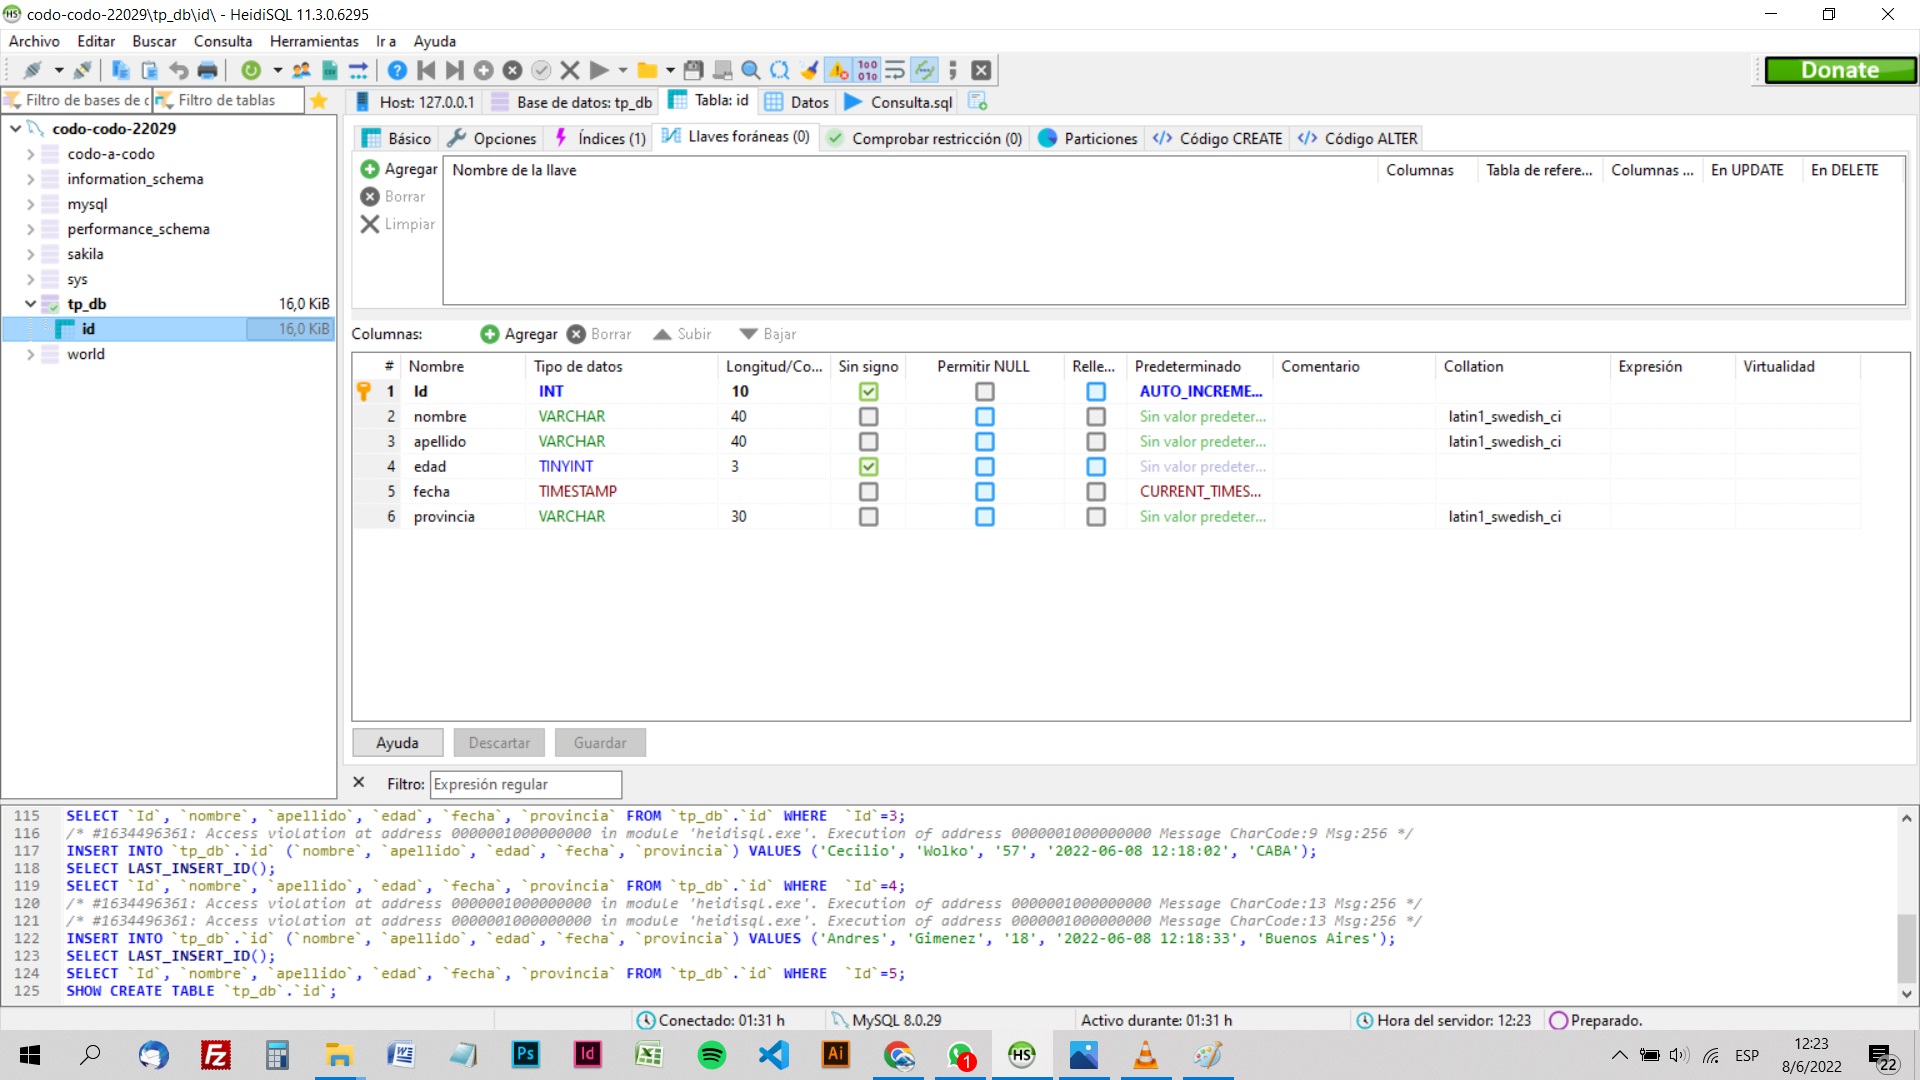 codo-codo-22029\tp_db\id\ - HeidiSQL 11.3.0.6295
Archivo Editar Buscar Consulta Herramientas Ir a Ayuda
Donate
Filtro de bases de c Filtro de tablas Host: 127.0.0.1 Base de datos: tp_db Tabla: id Datos Consulta.sql
codo-codo-22029
codo-a-codo
information_schema
mysql
performance_schema
sakila
sys
tp_db 16,0 KiB
id 16,0 KiB
world
Básico Opciones Índices (1) Llaves foráneas (0) Comprobar restricción (0) Particiones Código CREATE Código ALTER
Agregar
Borrar
Limpiar
Nombre de la llave Columnas Tabla de refere... Columnas ... En UPDATE En DELETE
Columnas: Agregar Borrar Subir Bajar
# Nombre Tipo de datos Longitud/Co... Sin signo Permitir NULL Relle... Predeterminado Comentario Collation Expresión Virtualidad
1 Id INT 10 AUTO_INCREME...
2 nombre VARCHAR 40 Sin valor predeter... latin1_swedish_ci
3 apellido VARCHAR 40 Sin valor predeter... latin1_swedish_ci
4 edad TINYINT 3 Sin valor predeter...
5 fecha TIMESTAMP CURRENT_TIMES...
6 provincia VARCHAR 30 Sin valor predeter... latin1_swedish_ci
Ayuda Descartar Guardar
Filtro: Expresión regular
115 SELECT `Id`, `nombre`, `apellido`, `edad`, `fecha`, `provincia` FROM `tp_db`.`id` WHERE `Id`=3;
116 /* #1634496361: Access violation at address 0000001000000000 in module 'heidisql.exe'. Execution of address 0000001000000000 Message CharCode:9 Msg:256 */
117 INSERT INTO `tp_db`.`id` (`nombre`, `apellido`, `edad`, `fecha`, `provincia`) VALUES ('Cecilio', 'Wolko', '57', '2022-06-08 12:18:02', 'CABA');
118 SELECT LAST_INSERT_ID();
119 SELECT `Id`, `nombre`, `apellido`, `edad`, `fecha`, `provincia` FROM `tp_db`.`id` WHERE `Id`=4;
120 /* #1634496361: Access violation at address 0000001000000000 in module 'heidisql.exe'. Execution of address 0000001000000000 Message CharCode:13 Msg:256 */
121 /* #1634496361: Access violation at address 0000001000000000 in module 'heidisql.exe'. Execution of address 0000001000000000 Message CharCode:13 Msg:256 */
122 INSERT INTO `tp_db`.`id` (`nombre`, `apellido`, `edad`, `fecha`, `provincia`) VALUES ('Andres', 'Gimenez', '18', '2022-06-08 12:18:33', 'Buenos Aires');
123 SELECT LAST_INSERT_ID();
124 SELECT `Id`, `nombre`, `apellido`, `edad`, `fecha`, `provincia` FROM `tp_db`.`id` WHERE `Id`=5;
125 SHOW CREATE TABLE `tp_db`.`id`;
Conectado: 01:31 h MySQL 8.0.29 Activo durante: 01:31 h Hora del servidor: 12:23 Preparado.
Ps Id Ai 1 HS ESP 12:23
8/6/2022 22